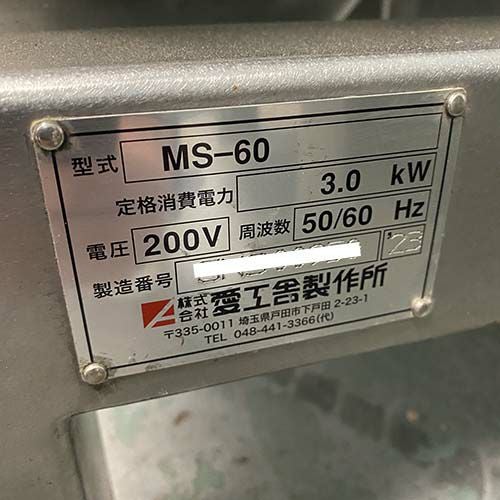 型式 MS-60
定格消費電力 3.0 kW
電圧 200V 周波数 50/60 Hz
製造番号 '23
株式会社 愛工舎製作所
〒335-0011 埼玉県戸田市下戸田 2-23-1
TEL 048-441-3366(代)